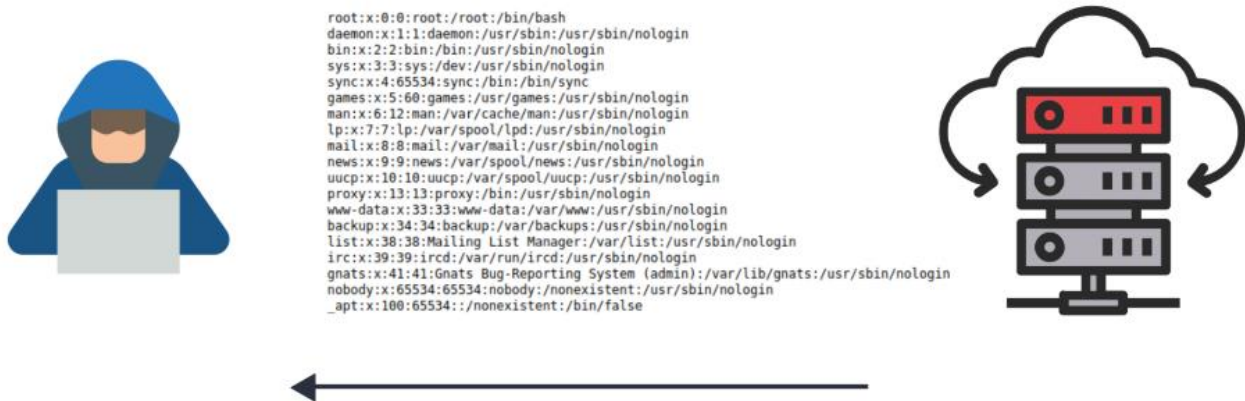 root:x:0:0:root:/root:/bin/bash
daemon:x:1:1:daemon:/usr/sbin:/usr/sbin/nologin
bin:x:2:2:bin:/bin:/usr/sbin/nologin
sys:x:3:3:sys:/dev:/usr/sbin/nologin
sync:x:4:65534:sync:/bin:/bin/sync
games:x:5:60:games:/usr/games:/usr/sbin/nologin
man:x:6:12:man:/var/cache/man:/usr/sbin/nologin
lp:x:7:7:lp:/var/spool/lpd:/usr/sbin/nologin
mail:x:8:8:mail:/var/mail:/usr/sbin/nologin
news:x:9:9:news:/var/spool/news:/usr/sbin/nologin
uucp:x:10:10:uucp:/var/spool/uucp:/usr/sbin/nologin
proxy:x:13:13:proxy:/bin:/usr/sbin/nologin
www-data:x:33:33:www-data:/var/www:/usr/sbin/nologin
backup:x:34:34:backup:/var/backups:/usr/sbin/nologin
list:x:38:38:Mailing List Manager:/var/list:/usr/sbin/nologin
irc:x:39:39:ircd:/var/run/ircd:/usr/sbin/nologin
gnats:x:41:41:Gnats Bug-Reporting System (admin):/var/lib/gnats:/usr/sbin/nologin
nobody:x:65534:65534:nobody:/nonexistent:/usr/sbin/nologin
_apt:x:100:65534::/nonexistent:/bin/false